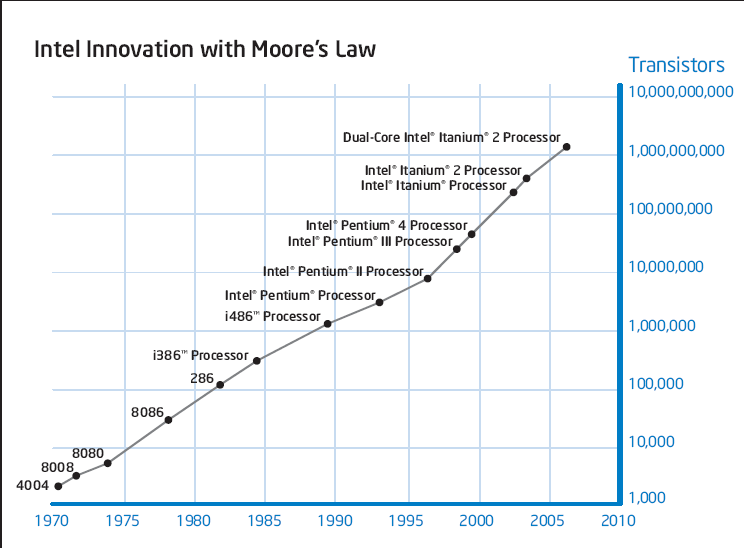 Intel Innovation with Moore's Law
Transistors
10,000,000,000
Dual-Core Intel® Itanium® 2 Processor
1,000,000,000
Intel® Itanium® 2 Processor
Intel® Itanium® Processor
100,000,000
Intel® Pentium® 4 Processor
Intel® Pentium® III Processor
Intel® Pentium® II Processor
10,000,000
Intel® Pentium® Processor
i486™ Processor
1,000,000
i386™ Processor
286
100,000
8086
10,000
8080
8008
4004
1,000
1970 1975 1980 1985 1990 1995 2000 2005 2010